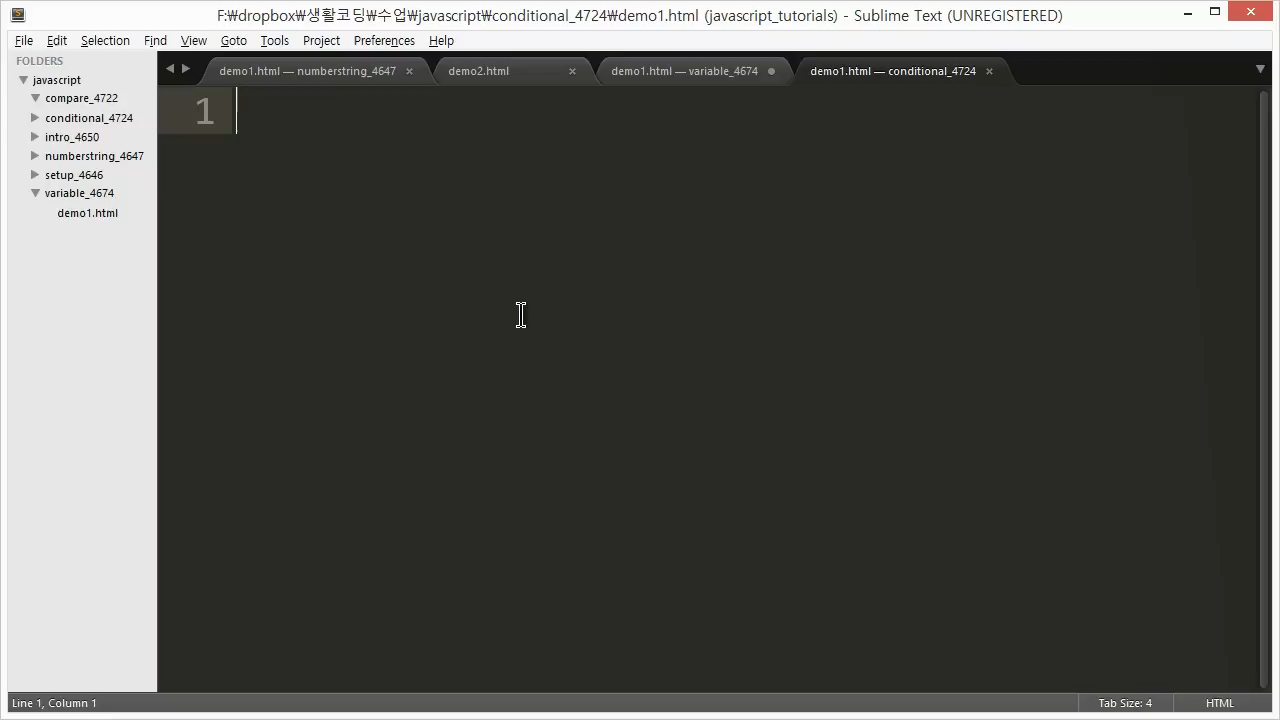 F:₩dropbox₩생활코딩₩수업₩javascript₩conditional_4724₩demo1.html (javascript_tutorials) - Sublime Text (UNREGISTERED)
File Edit Selection Find View Goto Tools Project Preferences Help
FOLDERS
javascript
compare_4722
conditional_4724
intro_4650
numberstring_4647
setup_4646
variable_4674
demo1.html
demo1.html — numberstring_4647 demo2.html demo1.html — variable_4674 demo1.html — conditional_4724
1
Line 1, Column 1 Tab Size: 4 HTML